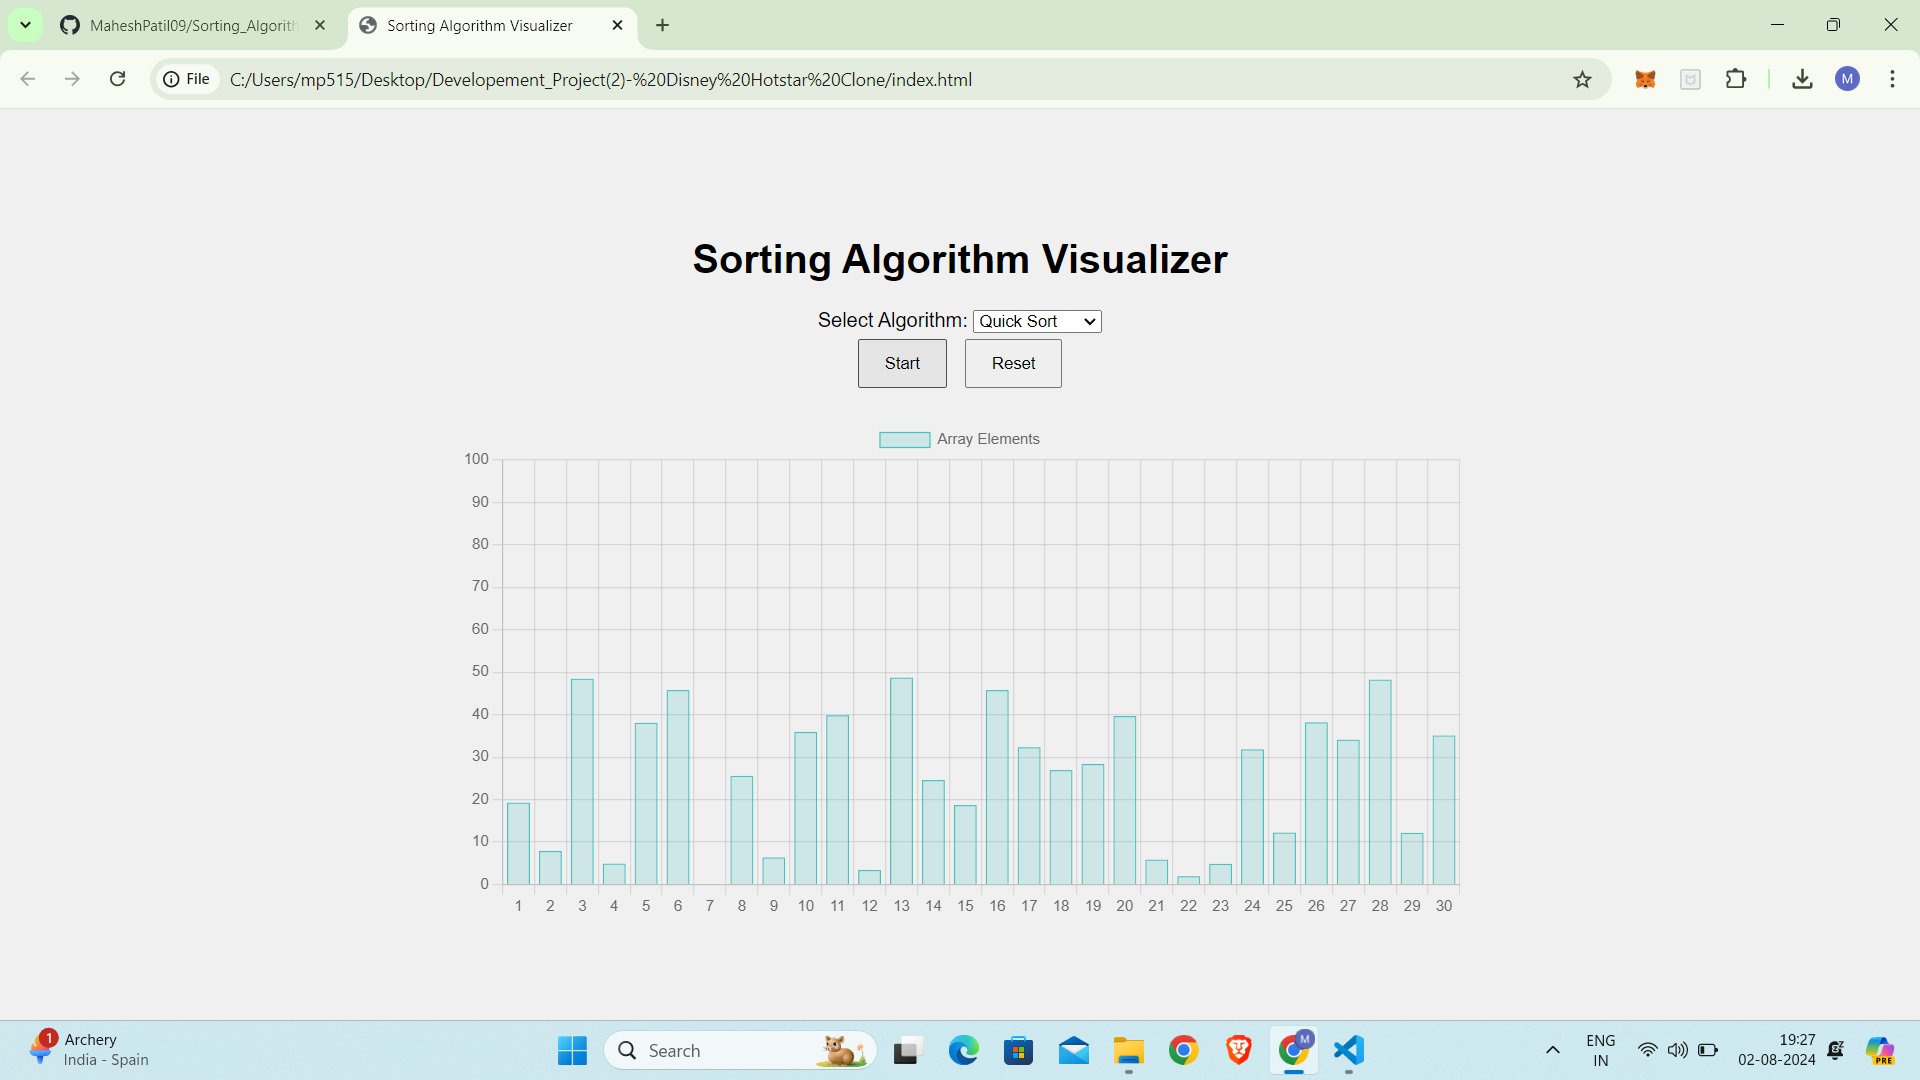 MaheshPatil09/Sorting_Algorith
Sorting Algorithm Visualizer
File
C:/Users/mp515/Desktop/Developement_Project(2)-%20Disney%20Hotstar%20Clone/index.html
M
Sorting Algorithm Visualizer
Select Algorithm: Quick Sort
Start Reset
Array Elements
100
90
80
70
60
50
40
30
20
10
0
1 2 3 4 5 6 7 8 9 10 11 12 13 14 15 16 17 18 19 20 21 22 23 24 25 26 27 28 29 30
1
Archery
India - Spain
Search
M
ENG
IN
19:27
02-08-2024
PRE